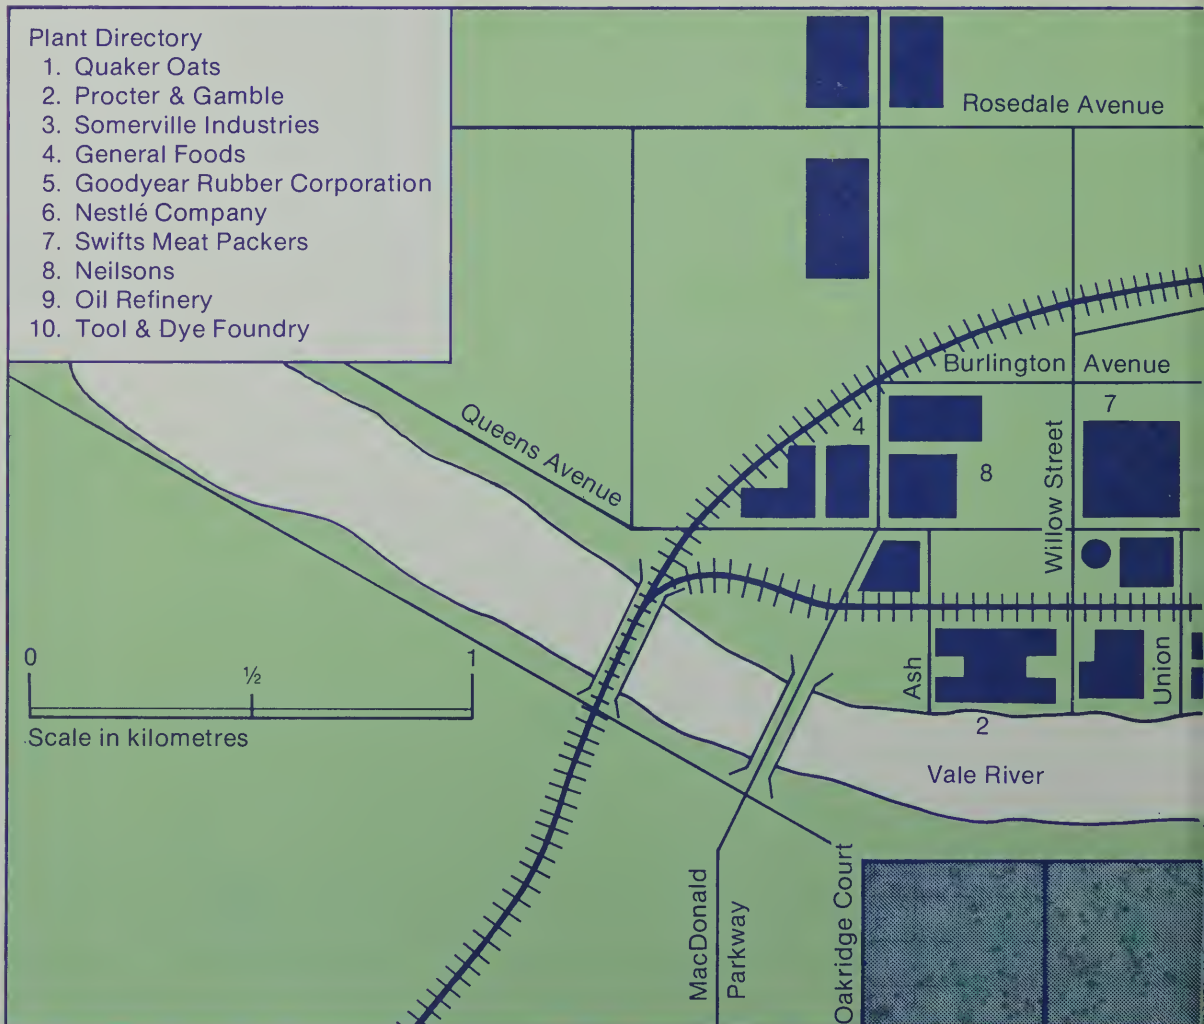 Plant Directory
1. Quaker Oats
2. Procter & Gamble
3. Somerville Industries
4. General Foods
5. Goodyear Rubber Corporation
6. Nestlé Company
7. Swifts Meat Packers
8. Neilsons
9. Oil Refinery
10. Tool & Dye Foundry
Rosedale Avenue
Burlington Avenue
Queens Avenue
4
7
8
Willow Street
0 ½ 1
Scale in kilometres
Ash
Union
2
Vale River
MacDonald
Parkway
Oakridge Court